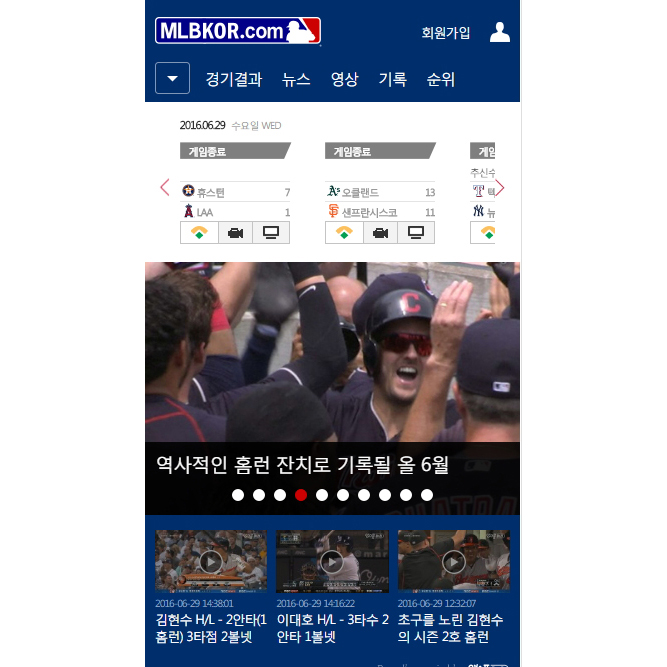 MLBKOR.com
회원가입
경기결과 뉴스 영상 기록 순위
2016.06.29 수요일 WED
게임종료 게임종료
추신수
휴스턴 7 오클랜드 13
LAA 1 샌프란시스코 11 뉴
역사적인 홈런 잔치로 기록될 올 6월
2016-06-29 14:38:01 2016-06-29 14:16:22 2016-06-29 12:32:07
김현수 H/L - 2안타(1 이대호 H/L - 3타수 2 초구를 노린 김현수
홈런) 3타점 2볼넷 안타 1볼넷 의 시즌 2호 홈런